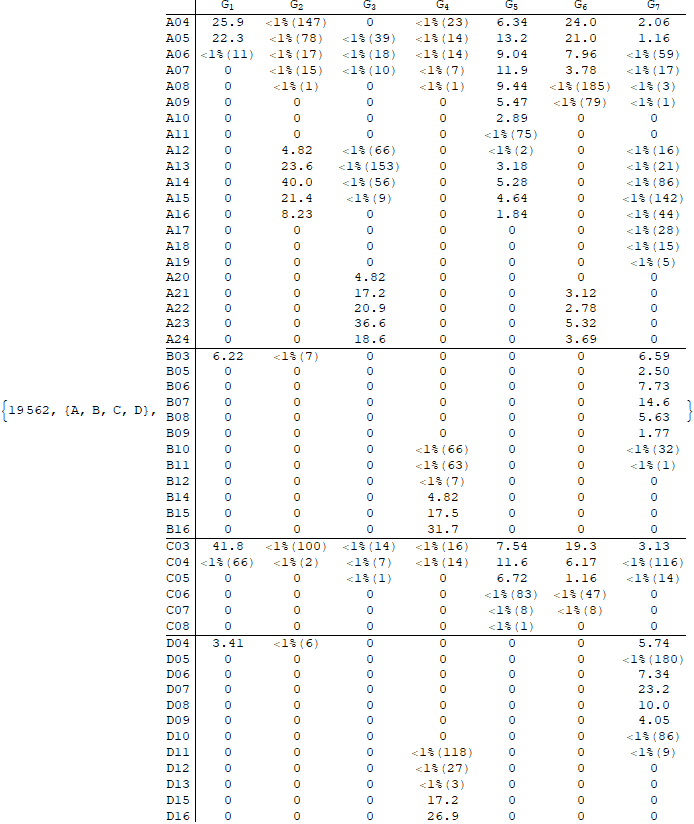 G1 G2 G3 G4 G5 G6 G7
A04 25.9 <1%(147) 0 <1%(23) 6.34 24.0 2.06
A05 22.3 <1%(78) <1%(39) <1%(14) 13.2 21.0 1.16
A06 <1%(11) <1%(17) <1%(18) <1%(14) 9.04 7.96 <1%(59)
A07 0 <1%(15) <1%(10) <1%(7) 11.9 3.78 <1%(17)
A08 0 <1%(1) 0 <1%(1) 9.44 <1%(185) <1%(3)
A09 0 0 0 0 5.47 <1%(79) <1%(1)
A10 0 0 0 0 2.89 0 0
A11 0 0 0 0 <1%(75) 0 0
A12 0 4.82 <1%(66) 0 <1%(2) 0 <1%(16)
A13 0 23.6 <1%(153) 0 3.18 0 <1%(21)
A14 0 40.0 <1%(56) 0 5.28 0 <1%(86)
A15 0 21.4 <1%(9) 0 4.64 0 <1%(142)
A16 0 8.23 0 0 1.84 0 <1%(44)
A17 0 0 0 0 0 0 <1%(28)
A18 0 0 0 0 0 0 <1%(15)
A19 0 0 0 0 0 0 <1%(5)
A20 0 0 4.82 0 0 0 0
A21 0 0 17.2 0 0 3.12 0
A22 0 0 20.9 0 0 2.78 0
A23 0 0 36.6 0 0 5.32 0
A24 0 0 18.6 0 0 3.69 0
B03 6.22 <1%(7) 0 0 0 0 6.59
B05 0 0 0 0 0 0 2.50
B06 0 0 0 0 0 0 7.73
B07 0 0 0 0 0 0 14.6
{19562, {A, B, C, D}, B08 0 0 0 0 0 0 5.63 }
B09 0 0 0 0 0 0 1.77
B10 0 0 0 <1%(66) 0 0 <1%(32)
B11 0 0 0 <1%(63) 0 0 <1%(1)
B12 0 0 0 <1%(7) 0 0 0
B14 0 0 0 4.82 0 0 0
B15 0 0 0 17.5 0 0 0
B16 0 0 0 31.7 0 0 0
C03 41.8 <1%(100) <1%(14) <1%(16) 7.54 19.3 3.13
C04 <1%(66) <1%(2) <1%(7) <1%(14) 11.6 6.17 <1%(116)
C05 0 0 <1%(1) 0 6.72 1.16 <1%(14)
C06 0 0 0 0 <1%(83) <1%(47) 0
C07 0 0 0 0 <1%(8) <1%(8) 0
C08 0 0 0 0 <1%(1) 0 0
D04 3.41 <1%(6) 0 0 0 0 5.74
D05 0 0 0 0 0 0 <1%(180)
D06 0 0 0 0 0 0 7.34
D07 0 0 0 0 0 0 23.2
D08 0 0 0 0 0 0 10.0
D09 0 0 0 0 0 0 4.05
D10 0 0 0 0 0 0 <1%(86)
D11 0 0 0 <1%(118) 0 0 <1%(9)
D12 0 0 0 <1%(27) 0 0 0
D13 0 0 0 <1%(3) 0 0 0
D15 0 0 0 17.2 0 0 0
D16 0 0 0 26.9 0 0 0